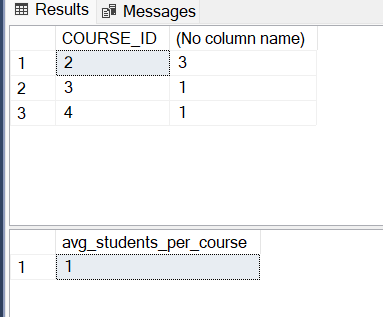 Results Messages
COURSE_ID (No column name)
1 2 3
2 3 1
3 4 1
avg_students_per_course
1 1